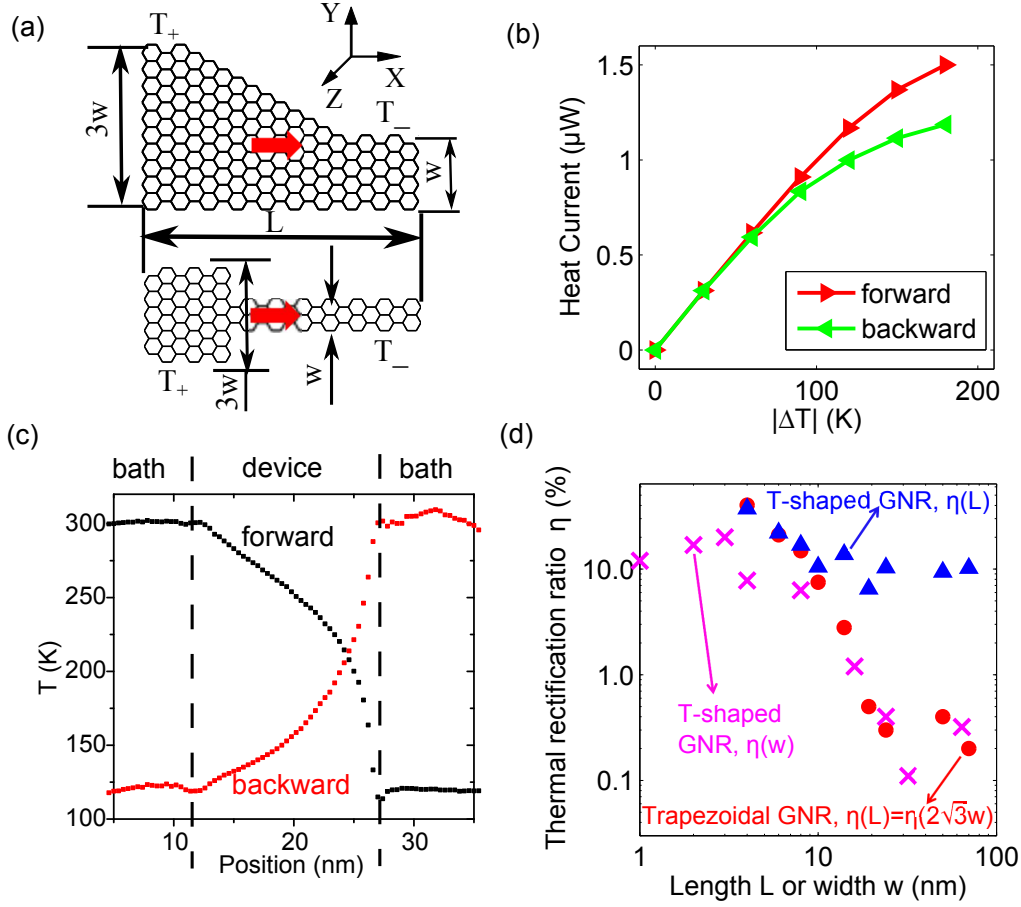 (a)
T+
Y
X
Z
T_
3w
w
L
T+
3w
w
T_
(b)
Heat Current (μW)
1.5
1
0.5
0
forward
backward
0
100
200
|ΔT| (K)
(c)
bath
device
bath
T (K)
300
250
200
150
100
forward
backward
10
20
30
Position (nm)
(d)
Thermal rectification ratio η (%)
10.0
1.0
0.1
T-shaped GNR, η(L)
T-shaped
GNR, η(w)
Trapezoidal GNR, η(L)=η(2√3w)
1
10
100
Length L or width w (nm)